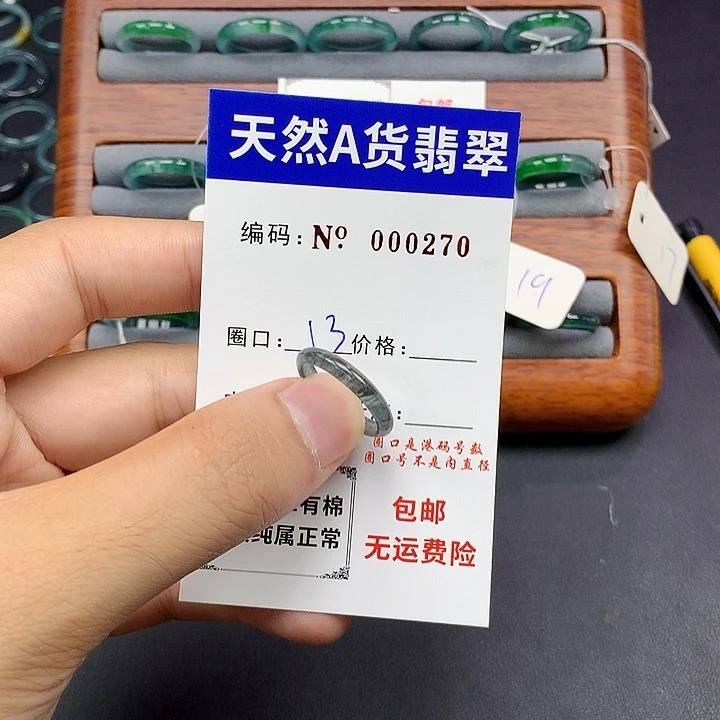 天然A货翡翠
编码：Nº 000270
圈口：13 价格：
圈口是港码号数
圈口号不是内直径
有棉
纯属正常
包邮
无运费险
19
17
包邮